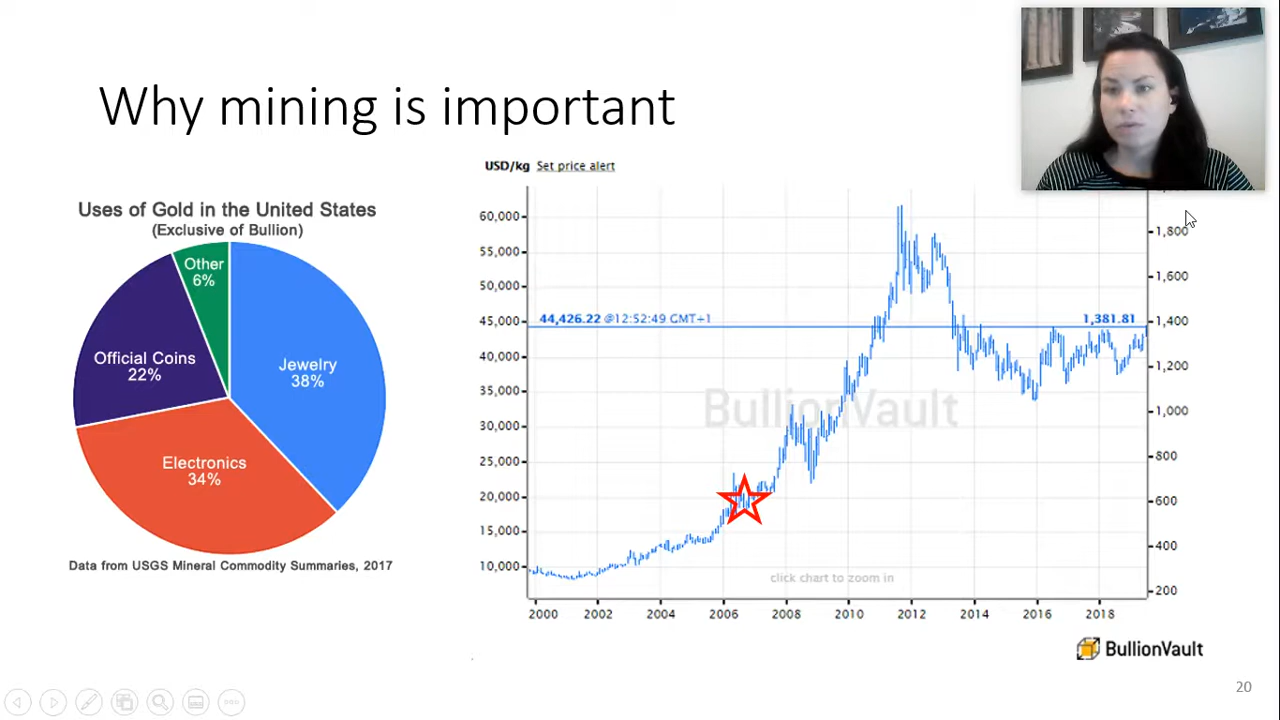 Why mining is important
Uses of Gold in the United States
(Exclusive of Bullion)
Other
6%
Official Coins
22%
Jewelry
38%
Electronics
34%
Data from USGS Mineral Commodity Summaries, 2017
USD/kg Set price alert
60,000
55,000
50,000
45,000
40,000
35,000
30,000
25,000
20,000
15,000
10,000
44,426.22 @12:52:49 GMT+1
1,381.81
1,800
1,600
1,400
1,200
1,000
800
600
400
200
BullionVault
click chart to zoom in
2000 2002 2004 2006 2008 2010 2012 2014 2016 2018
BullionVault
20